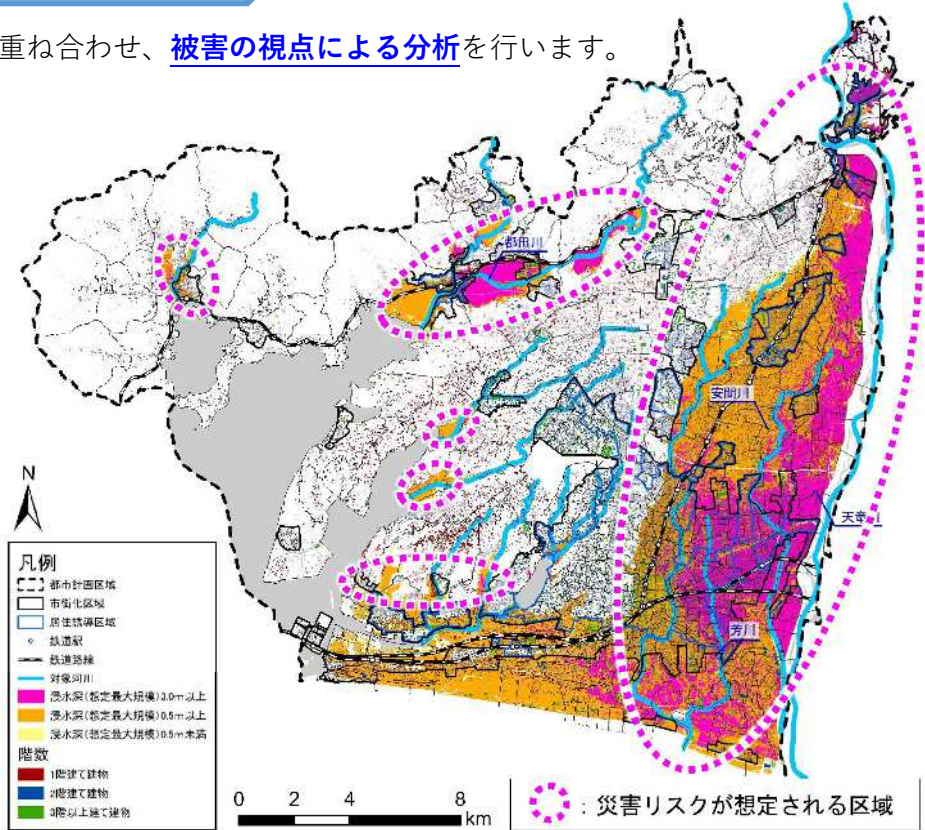 重ね合わせ、被害の視点による分析を行います。
都田川
安間川
天竜川
芳川
N
凡例
都市計画区域
市街化区域
居住誘導区域
鉄道駅
鉄道路線
対象河川
浸水深(想定最大規模)3.0m以上
浸水深(想定最大規模)0.5m以上
浸水深(想定最大規模)0.5m未満
階数
1階建て建物
2階建て建物
3階以上建て建物
0 2 4 8
km
：災害リスクが想定される区域